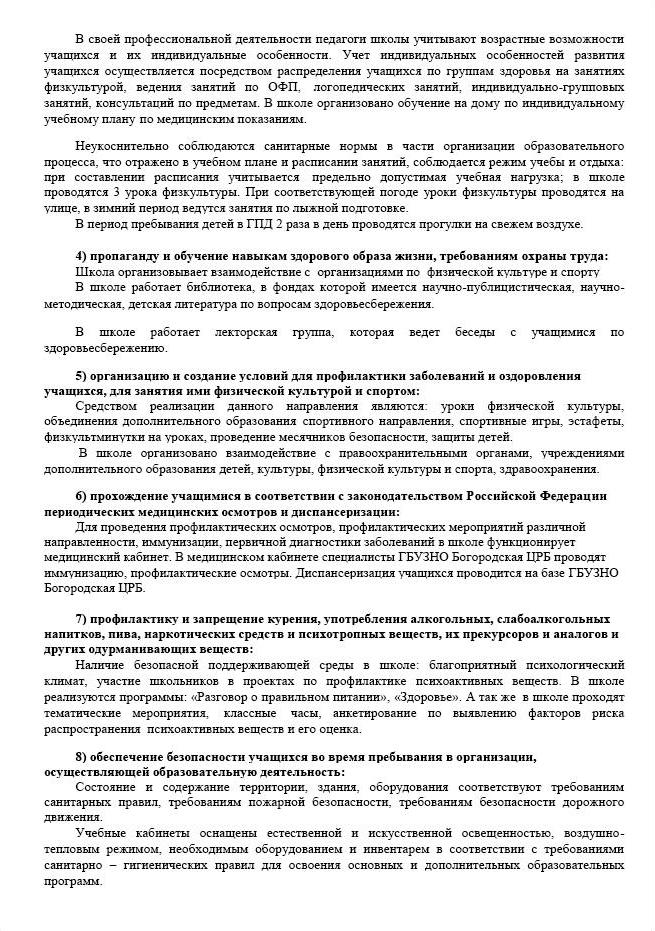 В своей профессиональной деятельности педагоги школы учитывают возрастные возможности
учащихся и их индивидуальные особенности. Учет индивидуальных особенностей развития
учащихся осуществляется посредством распределения учащихся по группам здоровья на занятиях
физкультурой, ведения занятий по ОФП, логопедических занятий, индивидуально-групповых
занятий, консультаций по предметам. В школе организовано обучение на дому по индивидуальному
учебному плану по медицинским показаниям.
Неукоснительно соблюдаются санитарные нормы в части организации образовательного
процесса, что отражено в учебном плане и расписании занятий, соблюдается режим учебы и отдыха:
при составлении расписания учитывается предельно допустимая учебная нагрузка; в школе
проводятся 3 урока физкультуры. При соответствующей погоде уроки физкультуры проводятся на
улице, в зимний период ведутся занятия по лыжной подготовке.
В период пребывания детей в ГПД 2 раза в день проводятся прогулки на свежем воздухе.
4) пропаганду и обучение навыкам здорового образа жизни, требованиям охраны труда:
Школа организовывает взаимодействие с организациями по физической культуре и спорту
В школе работает библиотека, в фондах которой имеется научно-публицистическая, научно-
методическая, детская литература по вопросам здоровьесбережения.
В школе работает лекторская группа, которая ведет беседы с учащимися по
здоровьесбережению.
5) организацию и создание условий для профилактики заболеваний и оздоровления
учащихся, для занятия ими физической культурой и спортом:
Средством реализации данного направления являются: уроки физической культуры,
объединения дополнительного образования спортивного направления, спортивные игры, эстафеты,
физкультминутки на уроках, проведение месячников безопасности, защиты детей.
В школе организовано взаимодействие с правоохранительными органами, учреждениями
дополнительного образования детей, культуры, физической культуры и спорта, здравоохранения.
6) прохождение учащимися в соответствии с законодательством Российской Федерации
периодических медицинских осмотров и диспансеризации:
Для проведения профилактических осмотров, профилактических мероприятий различной
направленности, иммунизации, первичной диагностики заболеваний в школе функционирует
медицинский кабинет. В медицинском кабинете специалисты ГБУЗНО Богородская ЦРБ проводят
иммунизацию, профилактические осмотры. Диспансеризация учащихся проводится на базе ГБУЗНО
Богородская ЦРБ.
7) профилактику и запрещение курения, употребления алкогольных, слабоалкогольных
напитков, пива, наркотических средств и психотропных веществ, их прекурсоров и аналогов и
других одурманивающих веществ:
Наличие безопасной поддерживающей среды в школе: благоприятный психологический
климат, участие школьников в проектах по профилактике психоактивных веществ. В школе
реализуются программы: «Разговор о правильном питании», «Здоровье». А так же в школе проходят
тематические мероприятия, классные часы, анкетирование по выявлению факторов риска
распространения психоактивных веществ и его оценка.
8) обеспечение безопасности учащихся во время пребывания в организации,
осуществляющей образовательную деятельность:
Состояние и содержание территории, здания, оборудования соответствуют требованиям
санитарных правил, требованиям пожарной безопасности, требованиям безопасности дорожного
движения.
Учебные кабинеты оснащены естественной и искусственной освещенностью, воздушно-
тепловым режимом, необходимым оборудованием и инвентарем в соответствии с требованиями
санитарно – гигиенических правил для освоения основных и дополнительных образовательных
программ.